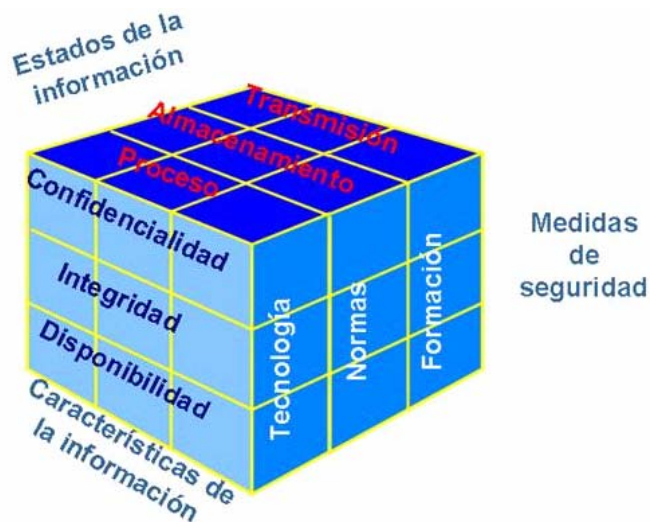 Estados de la
información
Transmisión
Almacenamiento
Proceso
Confidencialidad
Integridad
Disponibilidad
Características de
la información
Tecnología
Normas
Formación
Medidas
de
seguridad